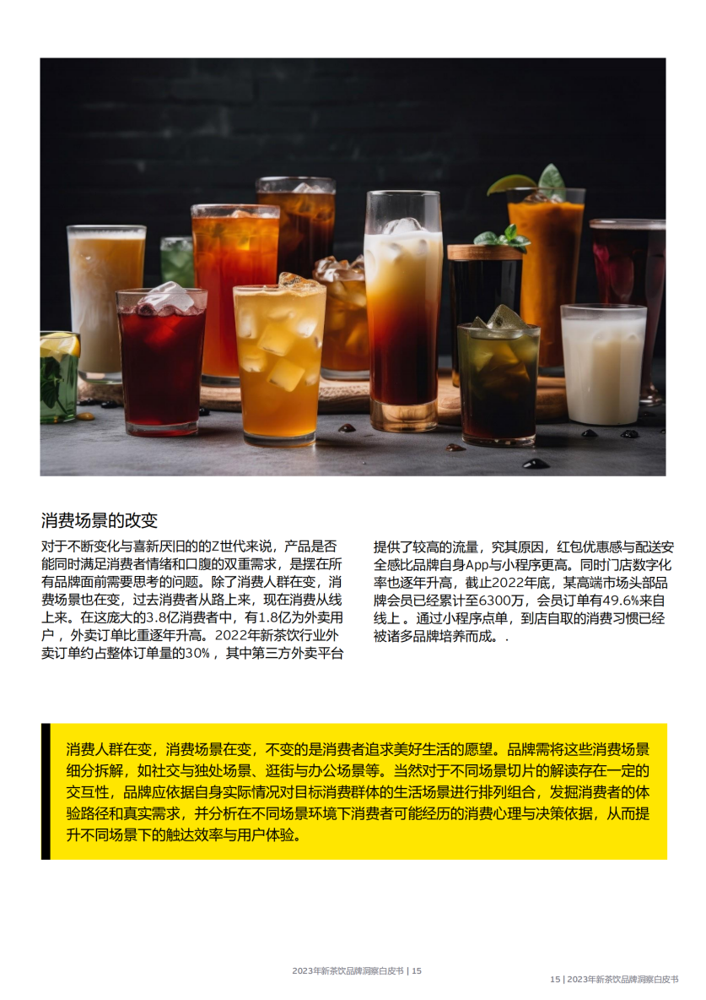 消费场景的改变
对于不断变化与喜新厌旧的的Z世代来说，产品是否
能同时满足消费者情绪和口腹的双重需求，是摆在所
有品牌面前需要思考的问题。除了消费人群在变，消
费场景也在变，过去消费者从路上来，现在消费从线
上来。在这庞大的3.8亿消费者中，有1.8亿为外卖用
户 ，外卖订单比重逐年升高。2022年新茶饮行业外
卖订单约占整体订单量的30% ，其中第三方外卖平台
提供了较高的流量，究其原因，红包优惠感与配送安
全感比品牌自身App与小程序更高。同时门店数字化
率也逐年升高，截止2022年底，某高端市场头部品
牌会员已经累计至6300万，会员订单有49.6%来自
线上 。通过小程序点单，到店自取的消费习惯已经
被诸多品牌培养而成。.
消费人群在变，消费场景在变，不变的是消费者追求美好生活的愿望。品牌需将这些消费场景
细分拆解，如社交与独处场景、逛街与办公场景等。当然对于不同场景切片的解读存在一定的
交互性，品牌应依据自身实际情况对目标消费群体的生活场景进行排列组合，发掘消费者的体
验路径和真实需求，并分析在不同场景环境下消费者可能经历的消费心理与决策依据，从而提
升不同场景下的触达效率与用户体验。
2023年新茶饮品牌洞察白皮书 | 15
15 | 2023年新茶饮品牌洞察白皮书